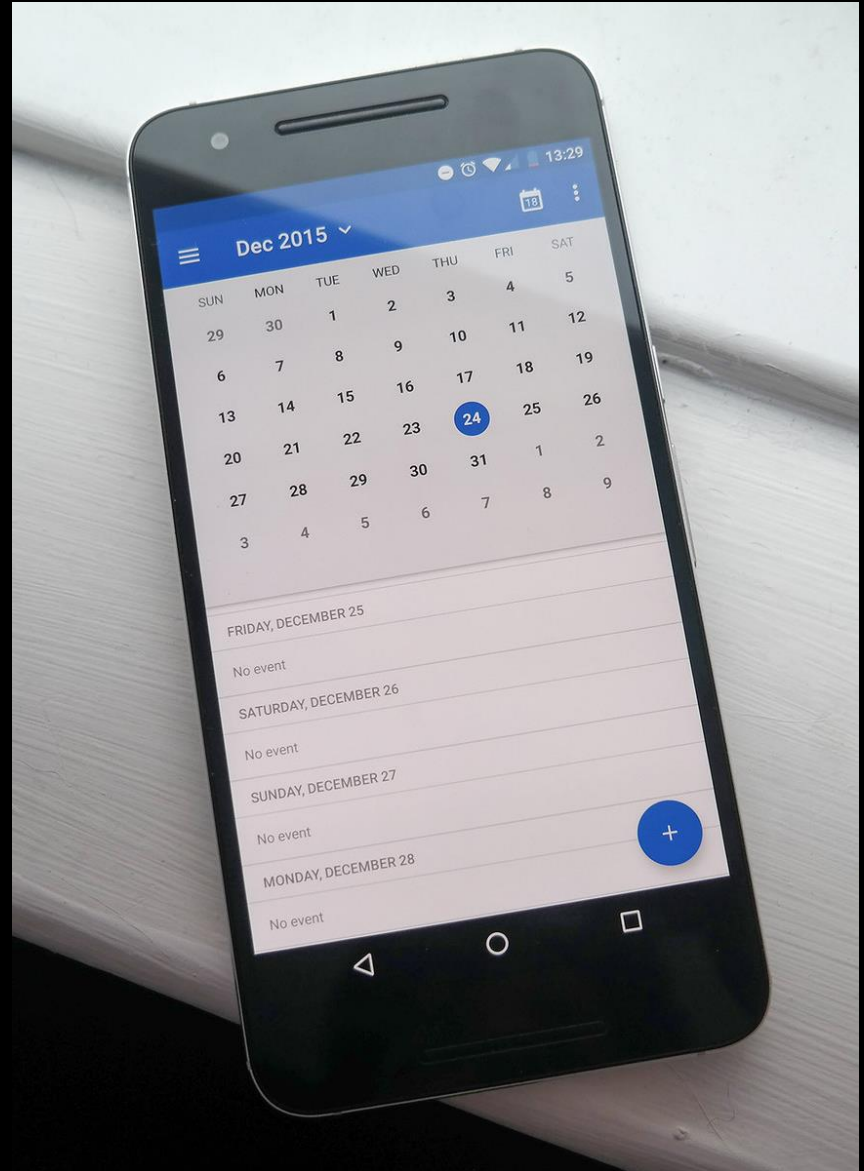 13:29
Dec 2015
18
SUN MON TUE WED THU FRI SAT
29 30 1 2 3 4 5
6 7 8 9 10 11 12
13 14 15 16 17 18 19
20 21 22 23 24 25 26
27 28 29 30 31 1 2
3 4 5 6 7 8 9
FRIDAY, DECEMBER 25
No event
SATURDAY, DECEMBER 26
No event
SUNDAY, DECEMBER 27
No event
MONDAY, DECEMBER 28
No event